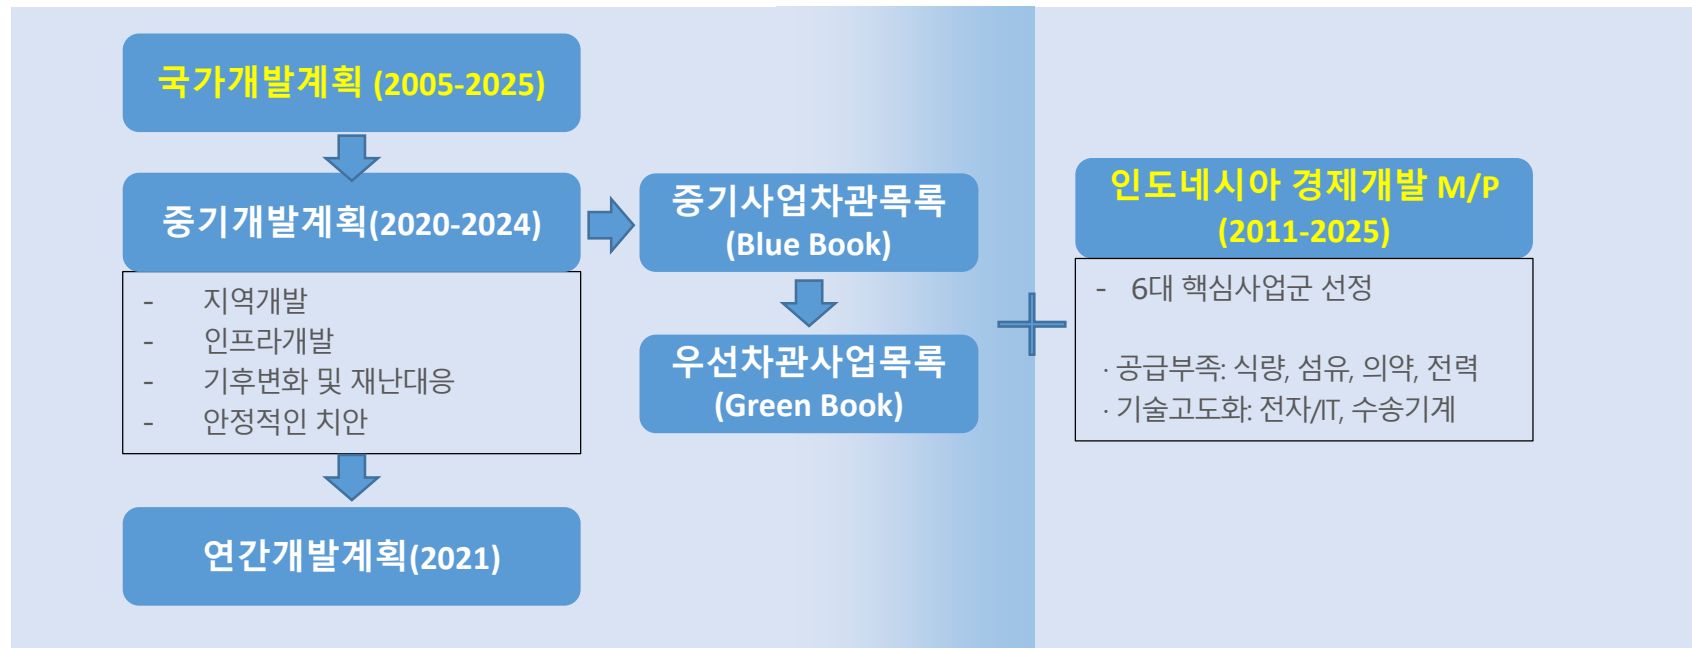 국가개발계획 (2005-2025)
중기개발계획(2020-2024)
- 지역개발
- 인프라개발
- 기후변화 및 재난대응
- 안정적인 치안
연간개발계획(2021)
중기사업차관목록
(Blue Book)
우선차관사업목록
(Green Book)
인도네시아 경제개발 M/P
(2011-2025)
- 6대 핵심사업군 선정
· 공급부족: 식량, 섬유, 의약, 전력
· 기술고도화: 전자/IT, 수송기계